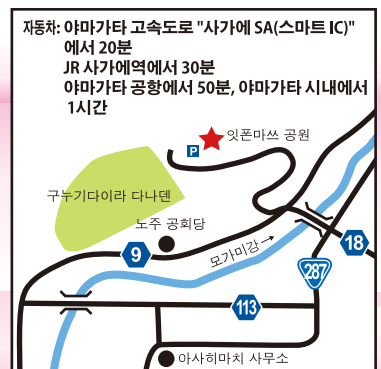 자동차: 야마가타 고속도로 "사가에 SA(스마트 IC)"
에서 20분
JR 사가에역에서 30분
야마가타 공항에서 50분, 야마가타 시내에서
1시간
잇폰마쓰 공원
P
구누기다이라 다나덴
노주 공회당
9
모가미강→
18
287
113
아사히마치 사무소